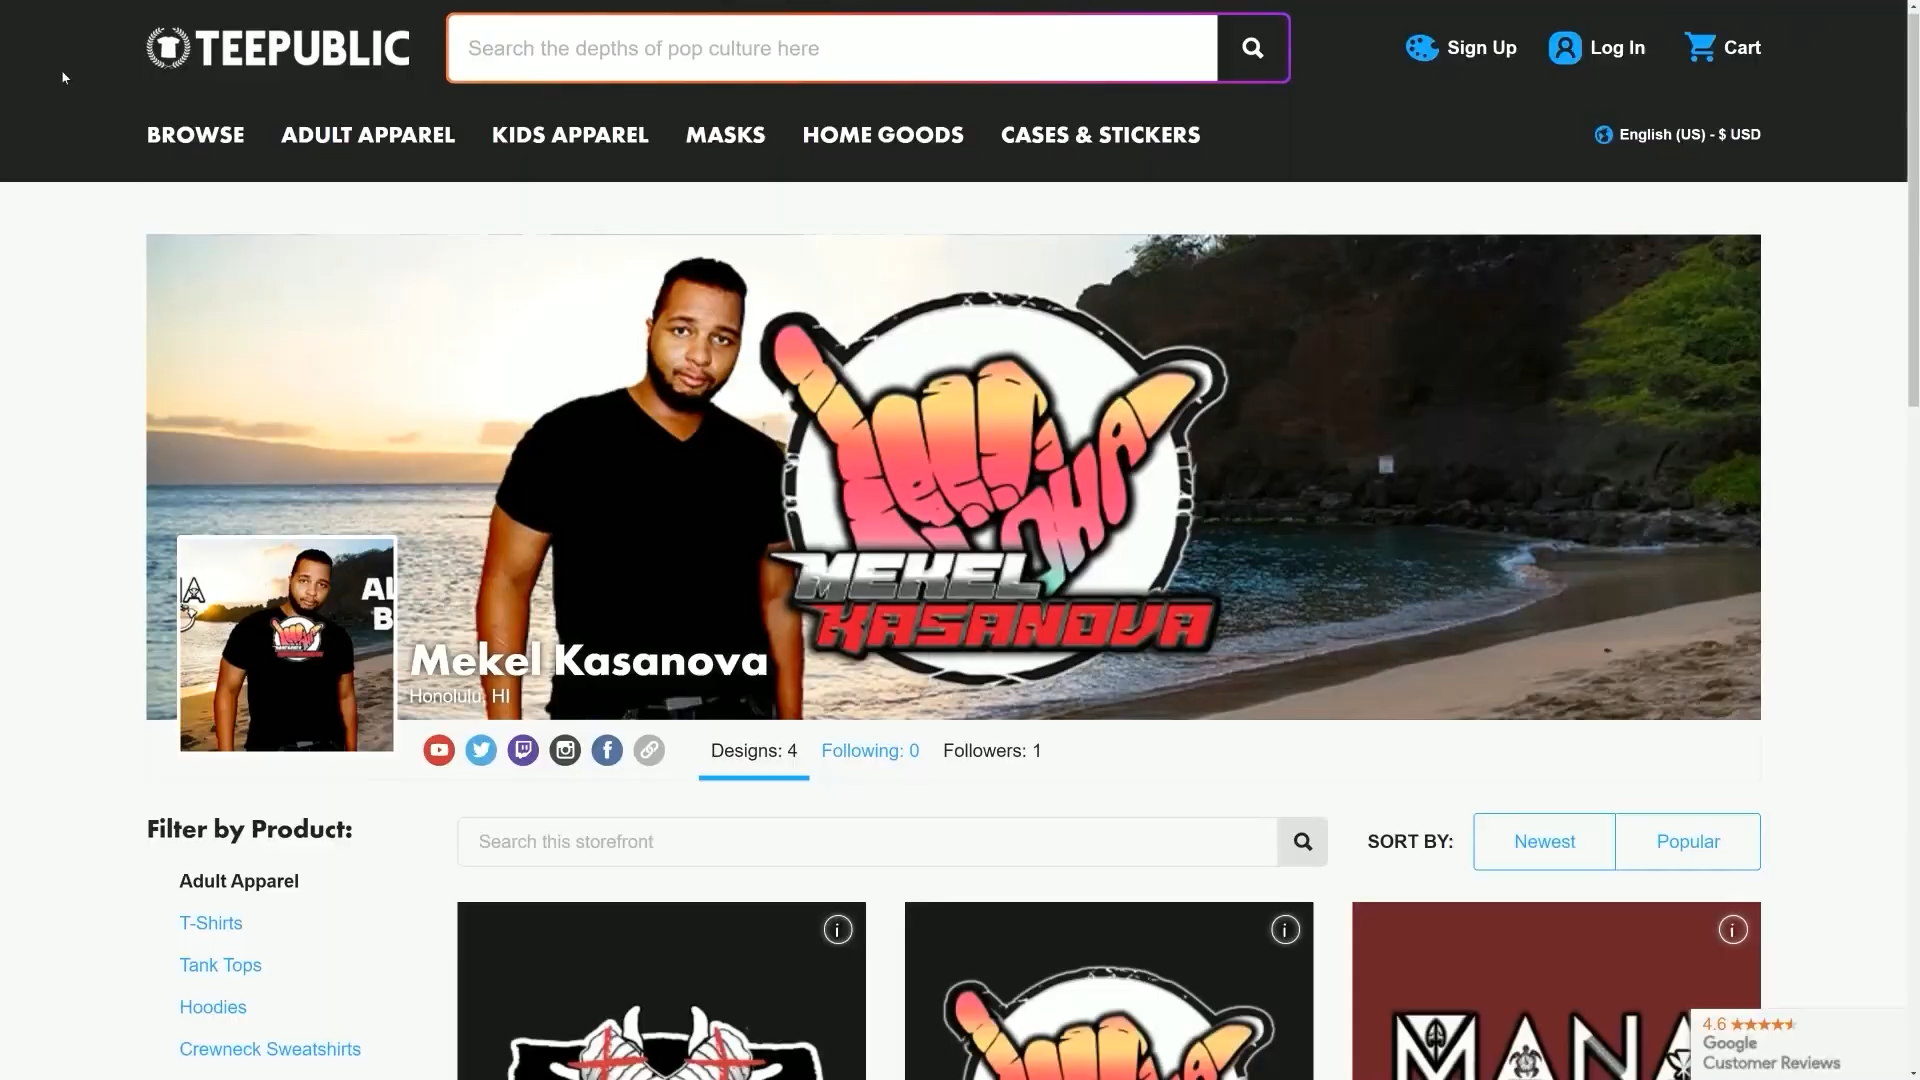 TEEPUBLIC
Search the depths of pop culture here
Sign Up
Log In
Cart
BROWSE
ADULT APPAREL
KIDS APPAREL
MASKS
HOME GOODS
CASES & STICKERS
English (US) - $ USD
MEKEL
KASANOVA
Mekel Kasanova
Honolulu, HI
Designs: 4
Following: 0
Followers: 1
Filter by Product:
Search this storefront
SORT BY:
Newest
Popular
Adult Apparel
T-Shirts
Tank Tops
Hoodies
Crewneck Sweatshirts
MANA
4.6
Google
Customer Reviews